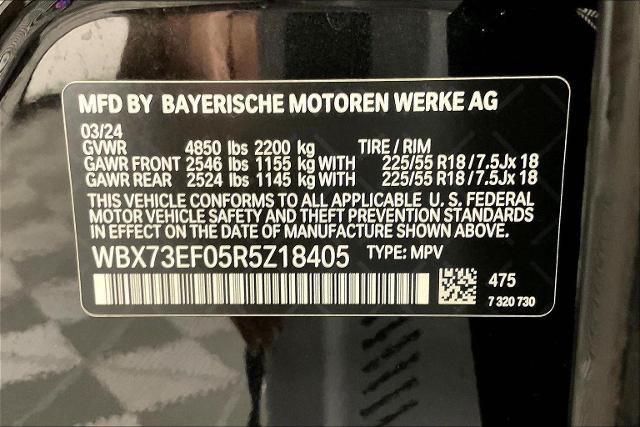 MFD BY BAYERISCHE MOTOREN WERKE AG
03/24
GVWR 4850 lbs 2200 kg TIRE / RIM
GAWR FRONT 2546 lbs 1155 kg WITH 225/55 R18 / 7.5Jx 18
GAWR REAR 2524 lbs 1145 kg WITH 225/55 R18 / 7.5Jx 18
THIS VEHICLE CONFORMS TO ALL APPLICABLE U. S. FEDERAL
MOTOR VEHICLE SAFETY AND THEFT PREVENTION STANDARDS
IN EFFECT ON THE DATE OF MANUFACTURE SHOWN ABOVE.
WBX73EF05R5Z18405 TYPE: MPV
475
7 320 730